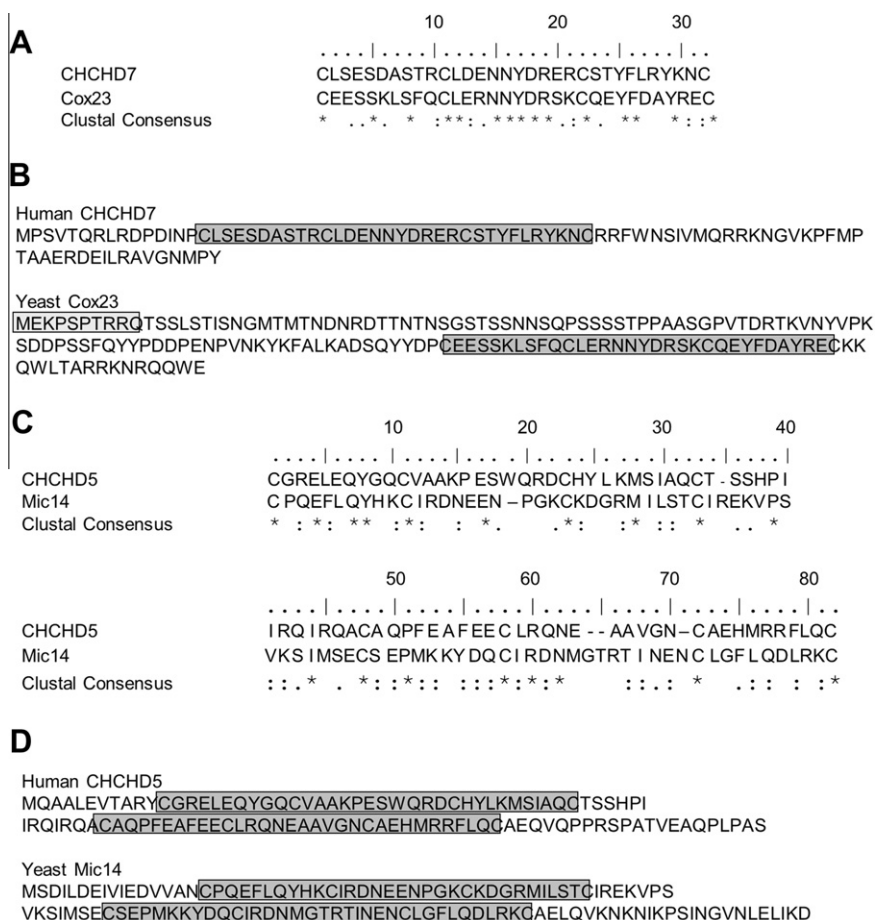 A
10 20 30
. . . . | . . . . | . . . . | . . . . | . . . . | . . . . | . .
CHCHD7 CLSESDASTRCLDENNYDRERCSTYFLRYKNC
Cox23 CEESSKLSFQCLERNNYDRSKCQEYFDAYREC
Clustal Consensus * . . * . * : * * : . * * * * * . : * . * * * : : *
B
Human CHCHD7
MPSVTQRLRDPDINPCLSESDASTRCLDENNYDRERCSTYFLRYKNCRRFWNSIVMQRRKNGVKPFMP
TAAERDEILRAVGNMPY
Yeast Cox23
MEKPSPTRRQTSSLSTISNGMTMTNDNRDTTNTNSGSTSSNNSQPSSSSTPPAASGPVTDRTKVNYVPK
SDDPSSFQYYPDDPENPVNKYKFALKADSQYYDPCEESSKLSFQCLERNNYDRSKCQEYFDAYRECKK
QWLTARRKNRQQWE
C
10 20 30 40
. . . . | . . . . | . . . . | . . . . | . . . . | . . . . | . . . . | . . . . |
CHCHD5 CGRELEQYGQCVAAKPESWQRDCHYLKMSIAQCT-SSHPI
Mic14 CPQEFLQYHKCIRDNEEN–PGKCKDGRMILSTCIREKVPS
Clustal Consensus * : * : * * : * : : * . . : * : : * : : * . . *
50 60 70 80
. . . . | . . . . | . . . . | . . . . | . . . . | . . . . | . . . . | . . . . | . .
CHCHD5 IRQIRQACAQPFEAFEECLRQNE--AAVGN–CAEHMRRFLQC
Mic14 VKSIMSECSEPMKKYDQCIRDNMGTRTINENCLGFLQDLRKC
Clustal Consensus : : . * . * : * : : : : : * : * : * : : . : * . : : : : *
D
Human CHCHD5
MQAALEVTARYCGRELEQYGQCVAAKPESWQRDCHYLKMSIAQCTSSHPI
IRQIRQACAQPFEAFEECLRQNEAAVGNCAEHMRRFLQCAEQVQPPRSPATVEAQPLPAS
Yeast Mic14
MSDILDEIVIEDVVANCPQEFLQYHKCIRDNEENPGKCKDGRMILSTCIREKVPS
VKSIMSECSEPMKKYDQCIRDNMGTRTINENCLGFLQDLRKCAELQVKNKNIKPSINGVNLELIKD